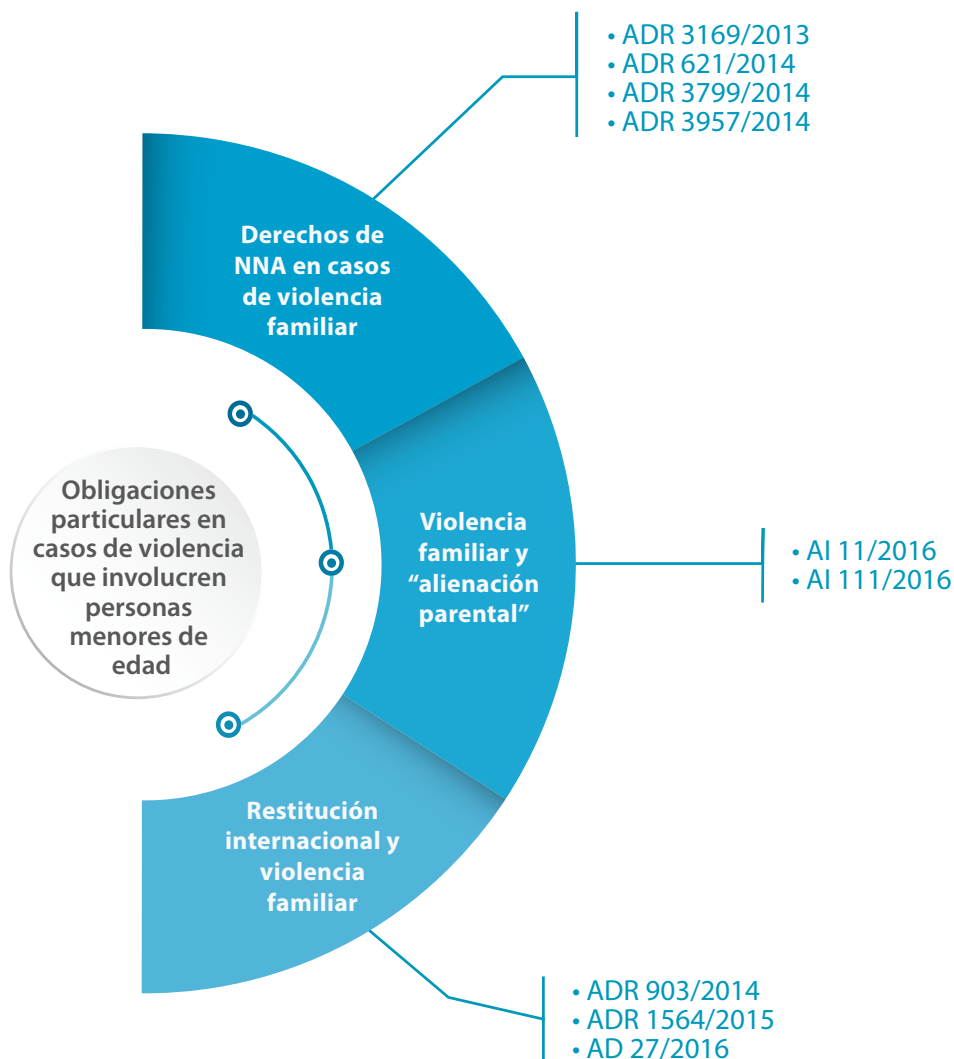 • ADR 3169/2013
• ADR 621/2014
• ADR 3799/2014
• ADR 3957/2014
Derechos de
NNA en casos
de violencia
familiar
Obligaciones
particulares en
casos de violencia
que involucren
personas
menores de
edad
Violencia
familiar y
“alienación
parental”
• AI 11/2016
• AI 111/2016
Restitución
internacional y
violencia
familiar
• ADR 903/2014
• ADR 1564/2015
• AD 27/2016